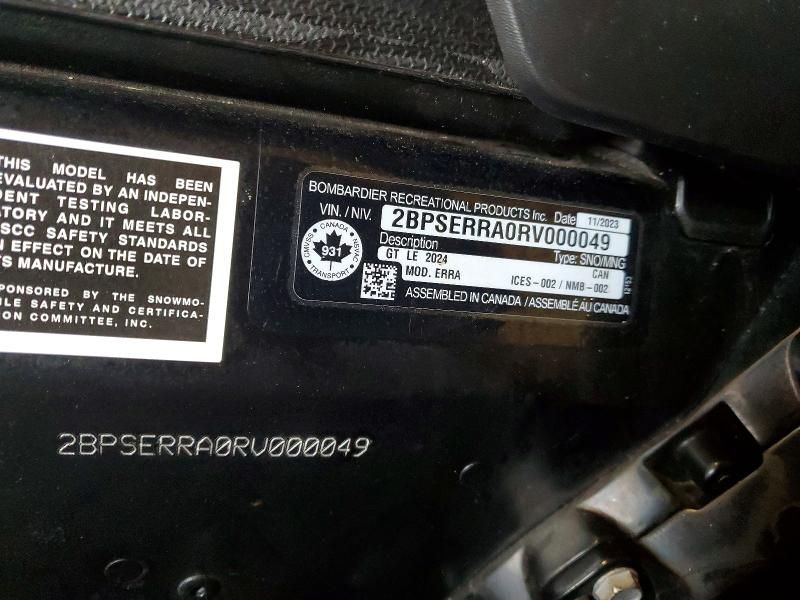 THIS MODEL HAS BEEN
EVALUATED BY AN INDEPEN-
DENT TESTING LABOR-
ATORY AND IT MEETS ALL
SSCC SAFETY STANDARDS
IN EFFECT ON THE DATE OF
ITS MANUFACTURE.
SPONSORED BY THE SNOWMO-
BILE SAFETY AND CERTIFICA-
TION COMMITTEE, INC.
BOMBARDIER RECREATIONAL PRODUCTS Inc. Date 11/2023
VIN. / NIV. 2BPSERRA0RV000049
Description Type: SNO/MNG
GT LE 2024 CAN
MOD. ERRA ICES-002 / NMB-002
ASSEMBLED IN CANADA / ASSEMBLÉ AU CANADA
CANADA
CMVSS
NSVAC
931
TRANSPORT
2BPSERRA0RV000049